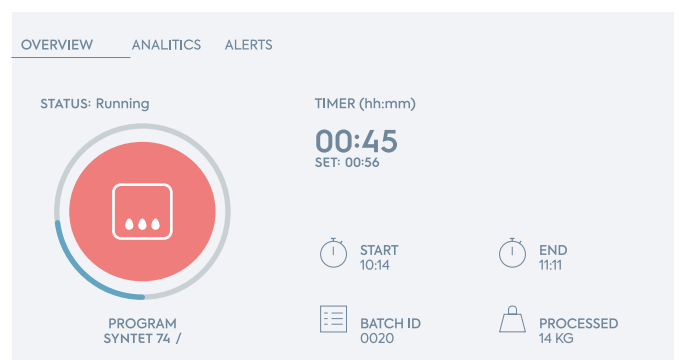 OVERVIEW ANALITICS ALERTS
STATUS: Running
TIMER (hh:mm)
00:45
SET: 00:56
START
10:14
END
11:11
BATCH ID
0020
PROCESSED
14 KG
PROGRAM
SYNTET 74 /